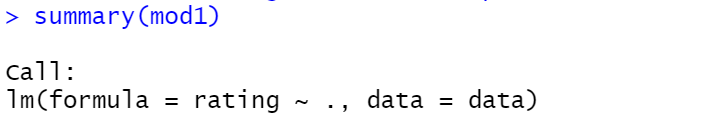 > summary(mod1)
Call:
lm(formula = rating ~ ., data = data)